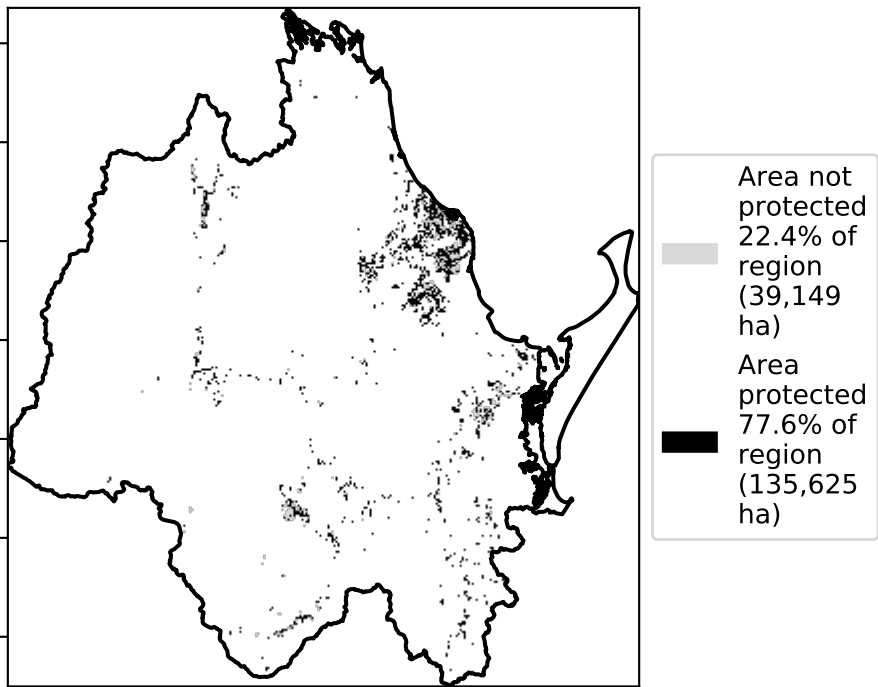 Area not
protected
22.4% of
region
(39,149
ha)
Area
protected
77.6% of
region
(135,625
ha)